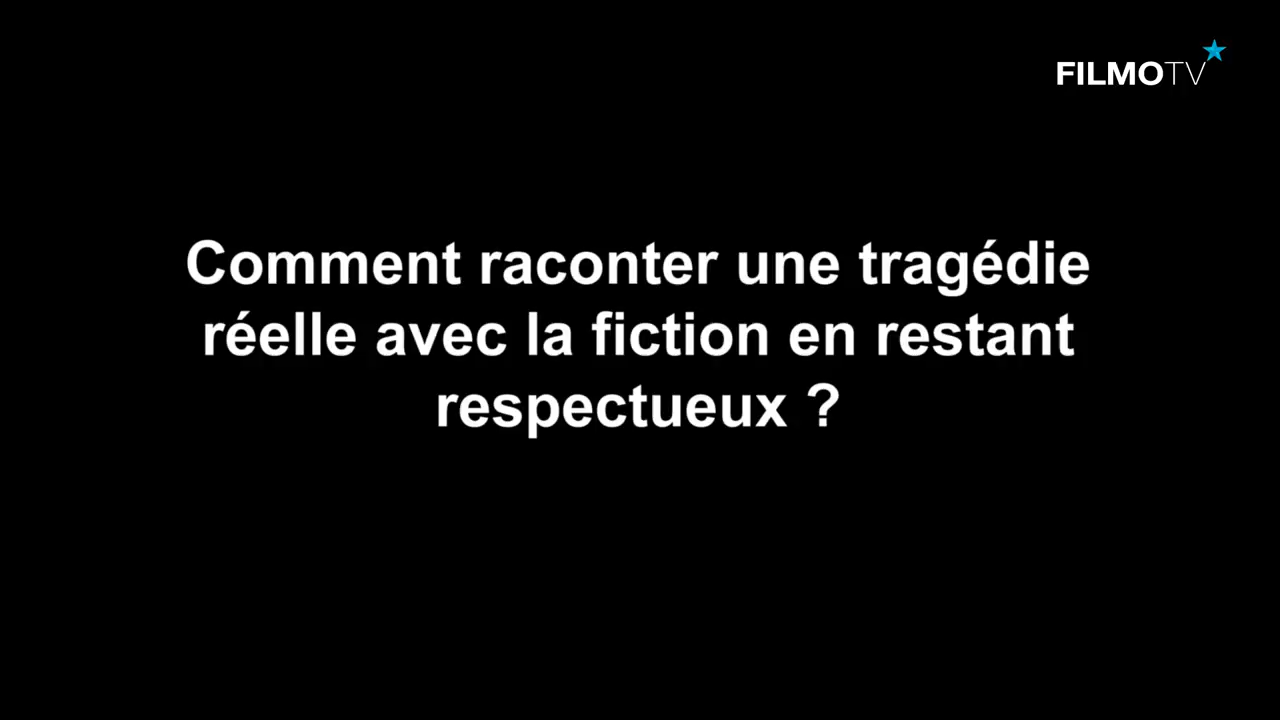 FILMOTV
Comment raconter une tragédie
réelle avec la fiction en restant
respectueux ?